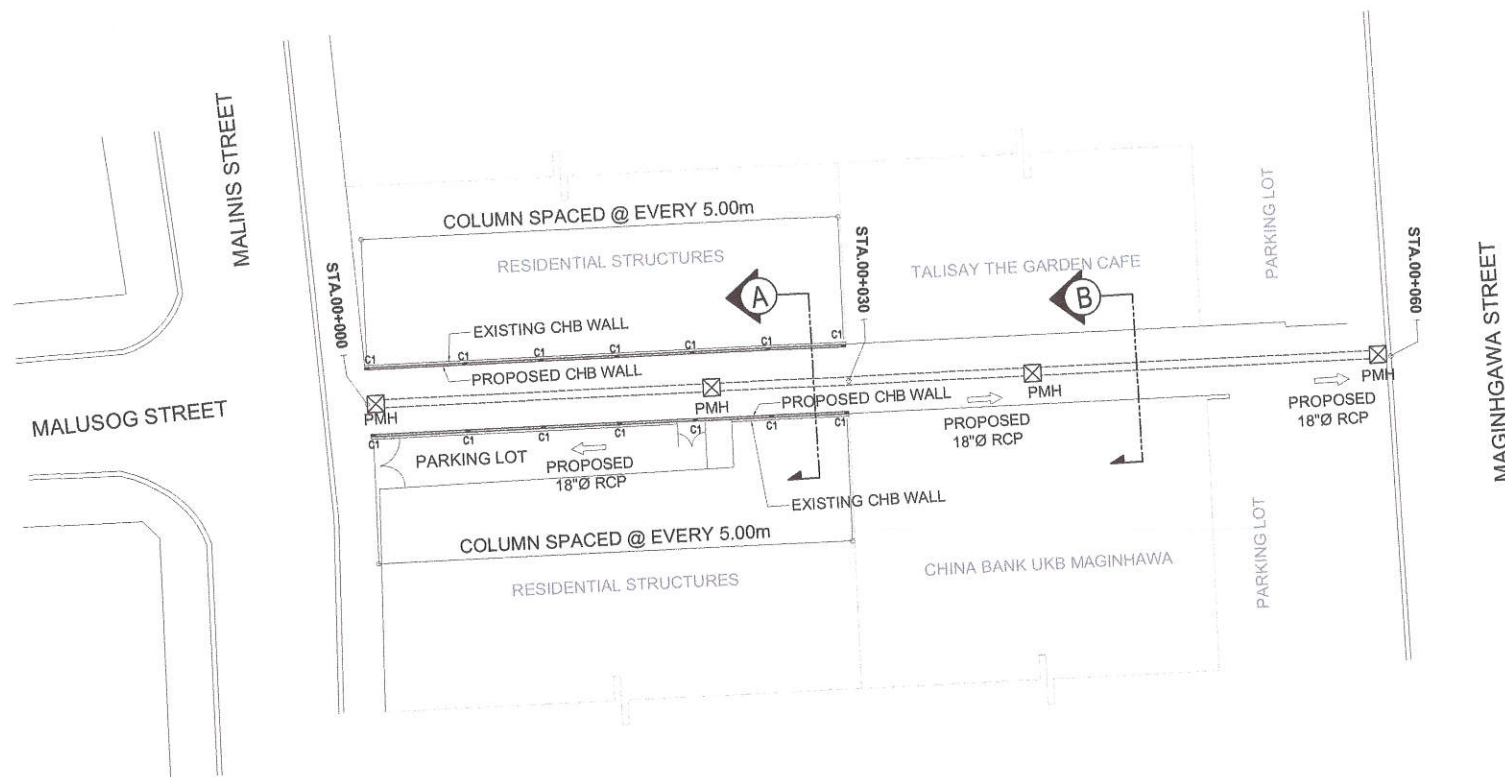 MALINIS STREET
MALUSOG STREET
STA.00+000
COLUMN SPACED @ EVERY 5.00m
RESIDENTIAL STRUCTURES
EXISTING CHB WALL
PROPOSED CHB WALL
C1
C1
C1
C1
C1
C1
C1
A
STA.00+030
TALISAY THE GARDEN CAFE
B
PARKING LOT
STA.00+060
MAGINHGAWA STREET
PMH
PMH
PMH
PMH
PROPOSED CHB WALL
C1
C1
C1
C1
C1
C1
C1
PARKING LOT
PROPOSED
18"Ø RCP
PROPOSED
18"Ø RCP
PROPOSED
18"Ø RCP
EXISTING CHB WALL
COLUMN SPACED @ EVERY 5.00m
RESIDENTIAL STRUCTURES
CHINA BANK UKB MAGINHAWA
PARKING LOT